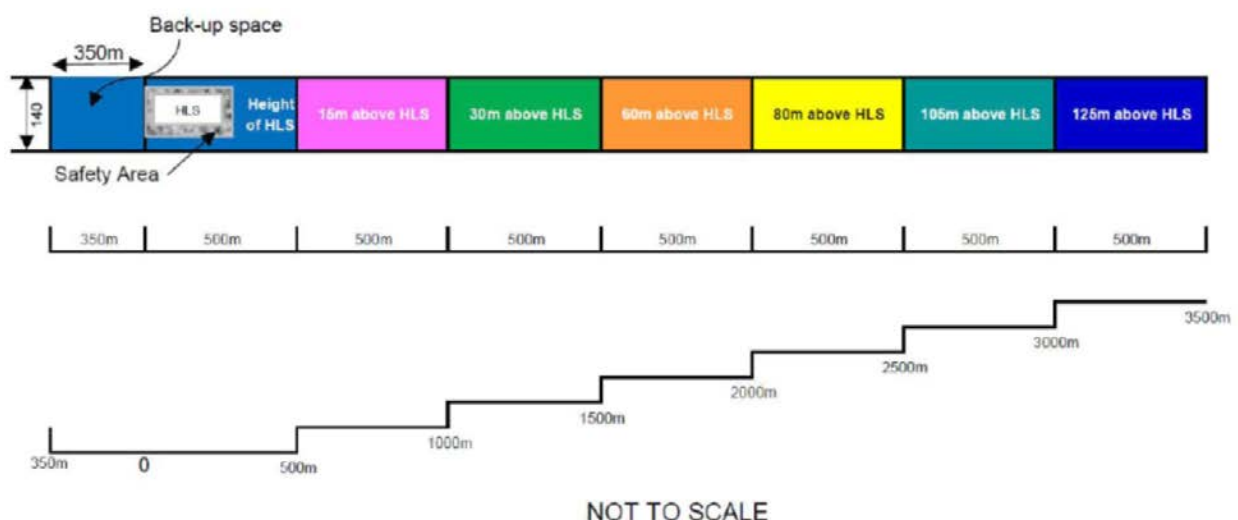 Back-up space
350m
140
HLS
Height
of HLS
15m above HLS
30m above HLS
60m above HLS
80m above HLS
105m above HLS
125m above HLS
Safety Area
350m
500m
500m
500m
500m
500m
500m
500m
3500m
3000m
2500m
2000m
1500m
1000m
350m
0
500m
NOT TO SCALE